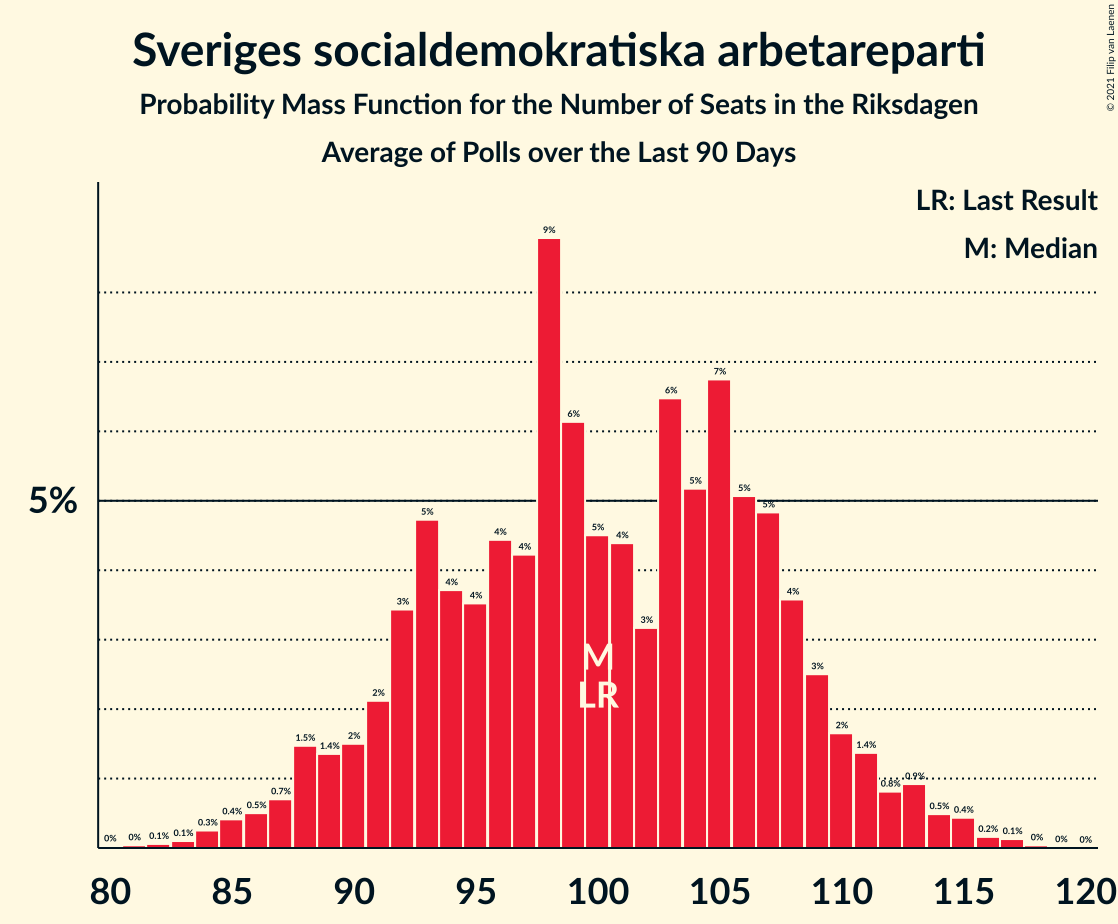 Sveriges socialdemokratiska arbetareparti
Probability Mass Function for the Number of Seats in the Riksdagen
Average of Polls over the Last 90 Days
© 2021 Filip van Laenen
LR: Last Result
M: Median
5%
0% 0% 0.1% 0.1% 0.3% 0.4% 0.5% 0.7% 1.5% 1.4% 2% 2% 3% 5% 4% 4% 4% 4% 9% 6% 5% 4% 3% 6% 5% 7% 5% 5% 4% 3% 2% 1.4% 0.8% 0.9% 0.5% 0.4% 0.2% 0.1% 0% 0% 0%
M
LR
80 85 90 95 100 105 110 115 120